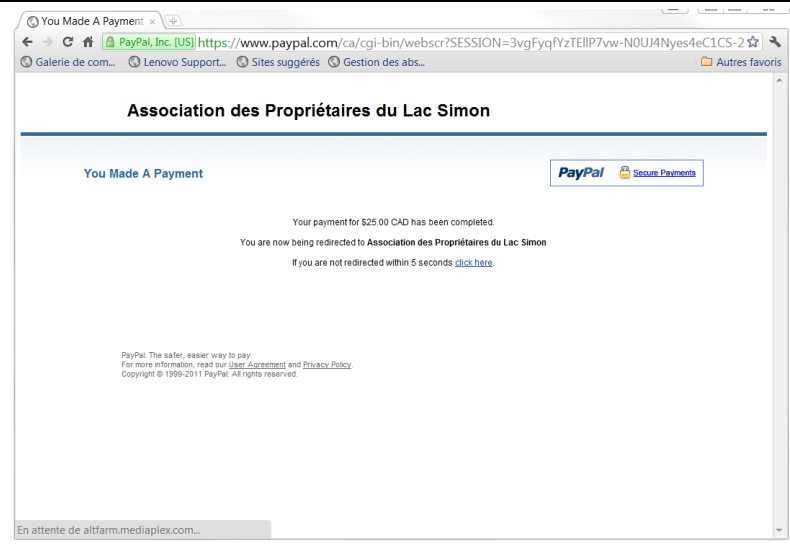 You Made A Payment
PayPal, Inc. [US] https://www.paypal.com/ca/cgi-bin/webscr?SESSION=3vgFyqfYzTEllP7vw-N0UJ4Nyes4eC1CS-2
Galerie de com... Lenovo Support... Sites suggérés Gestion des abs... Autres favoris
Association des Propriétaires du Lac Simon
You Made A Payment
PayPal Secure Payments
Your payment for $25.00 CAD has been completed.
You are now being redirected to Association des Propriétaires du Lac Simon
If you are not redirected within 5 seconds click here.
PayPal. The safer, easier way to pay.
For more information, read our User Agreement and Privacy Policy.
Copyright © 1999-2011 PayPal. All rights reserved.
En attente de altfarm.mediaplex.com...